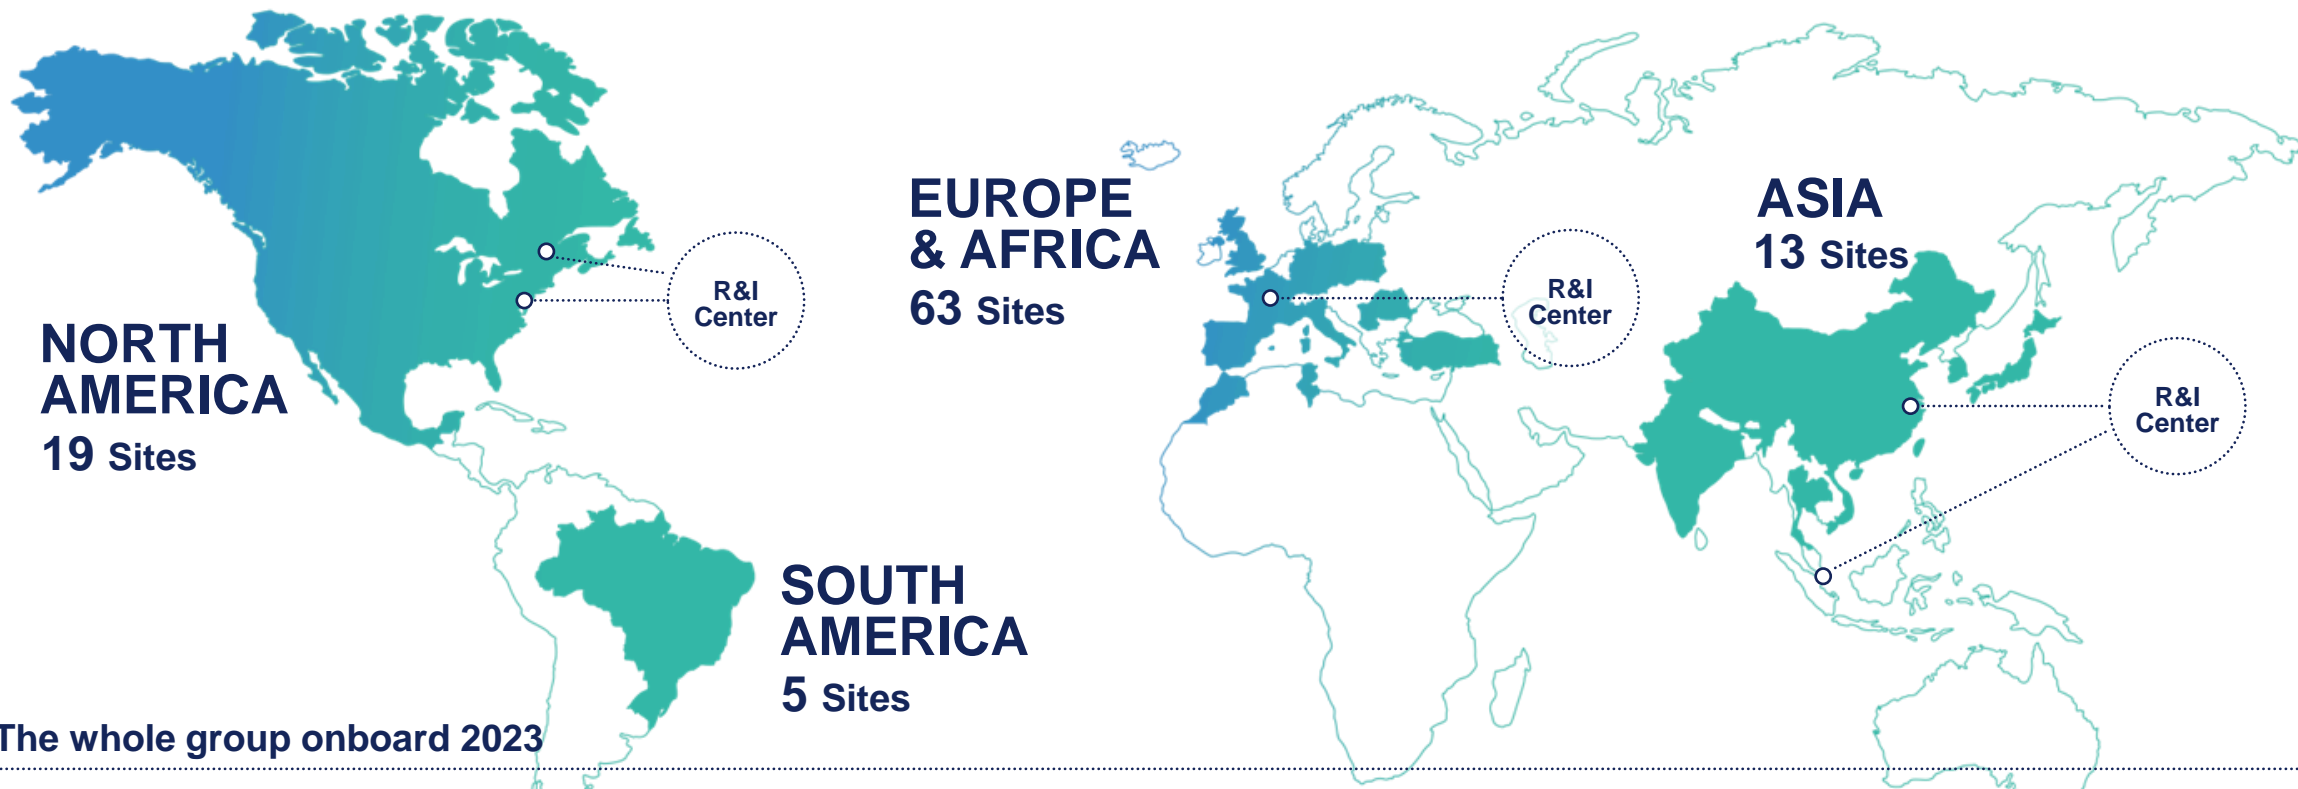 NORTH
AMERICA
19 Sites
R&I
Center
EUROPE
& AFRICA
63 Sites
R&I
Center
ASIA
13 Sites
R&I
Center
SOUTH
AMERICA
5 Sites
The whole group onboard 2023